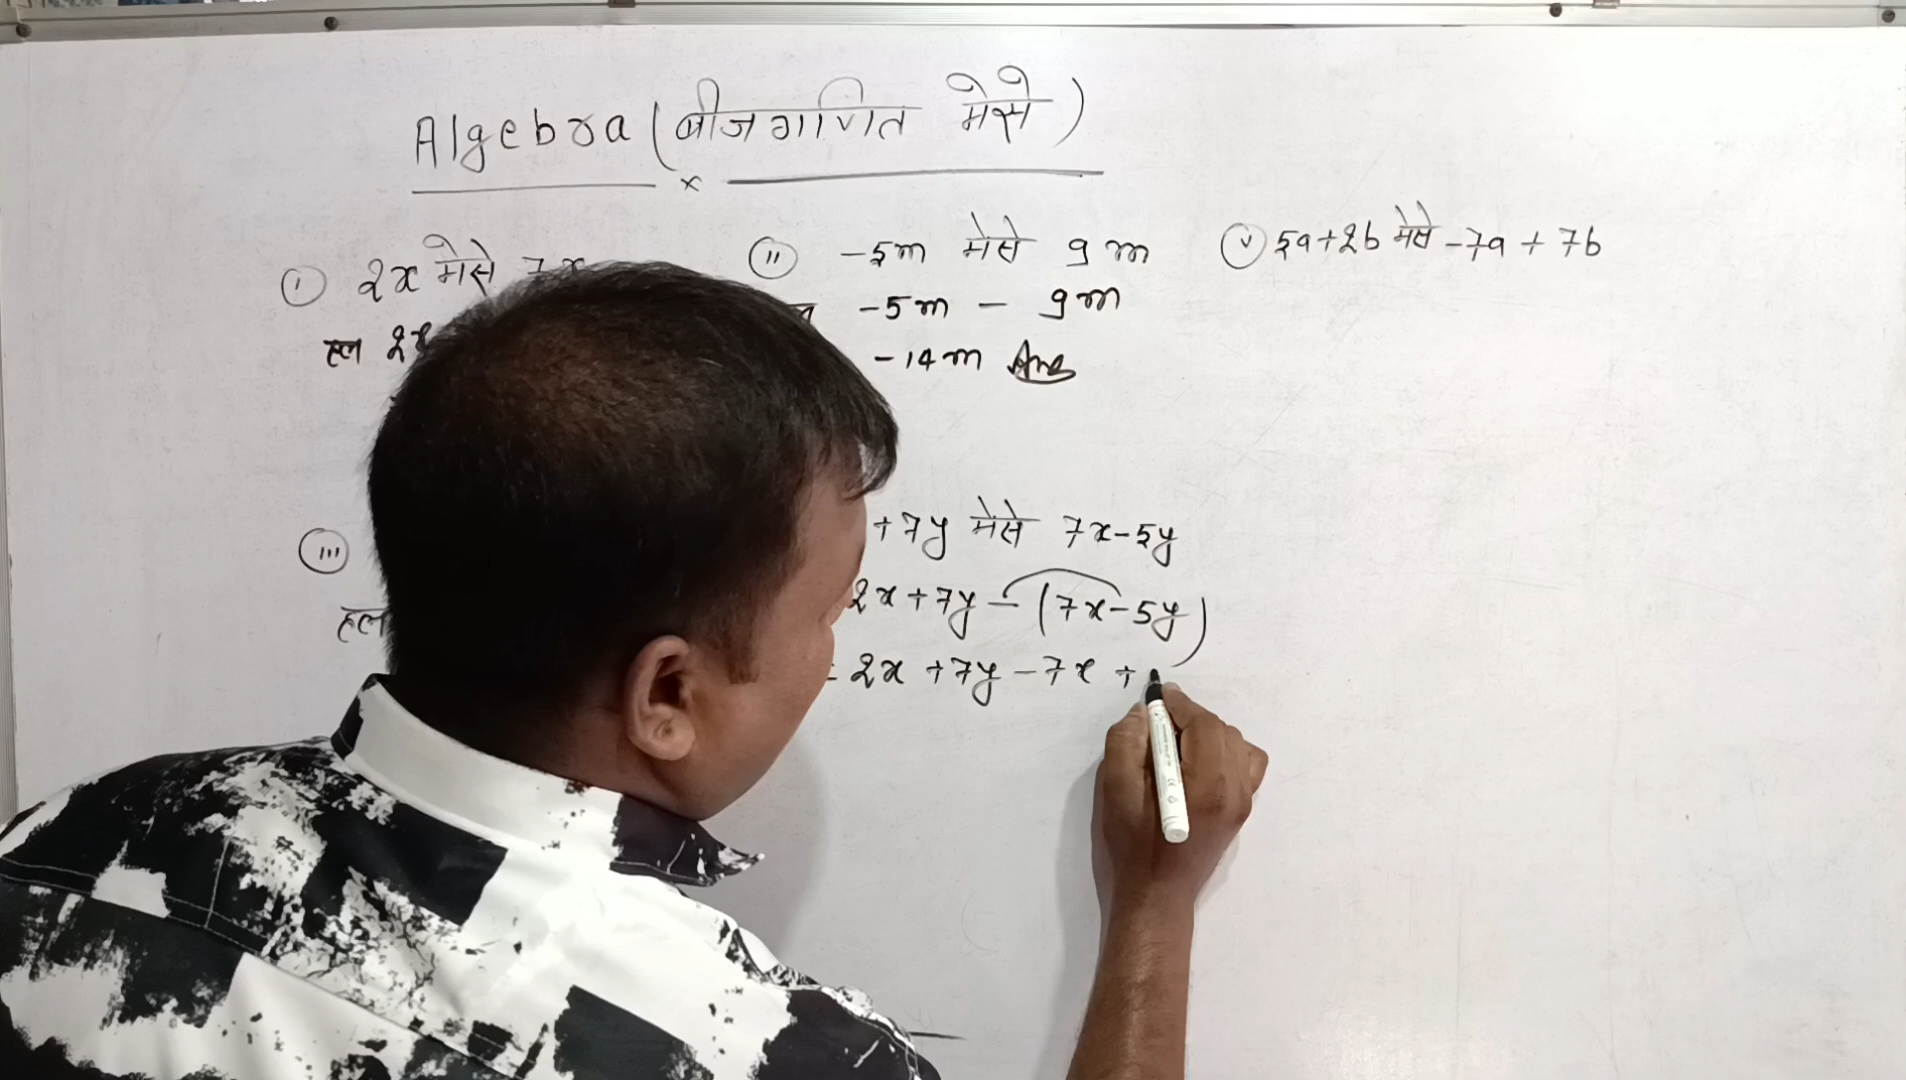 Algebra (बीजगणित मेसे)
×
(i) 2x मेसे 7x
हल 2x
(ii) -5m मेसे 9m
-5m - 9m
-14m Ans
(v) 5a+2b मेसे -7a + 7b
(iii)
+7y मेसे 7x-5y
हल 2x+7y-(7x-5y)
= 2x +7y -7x +